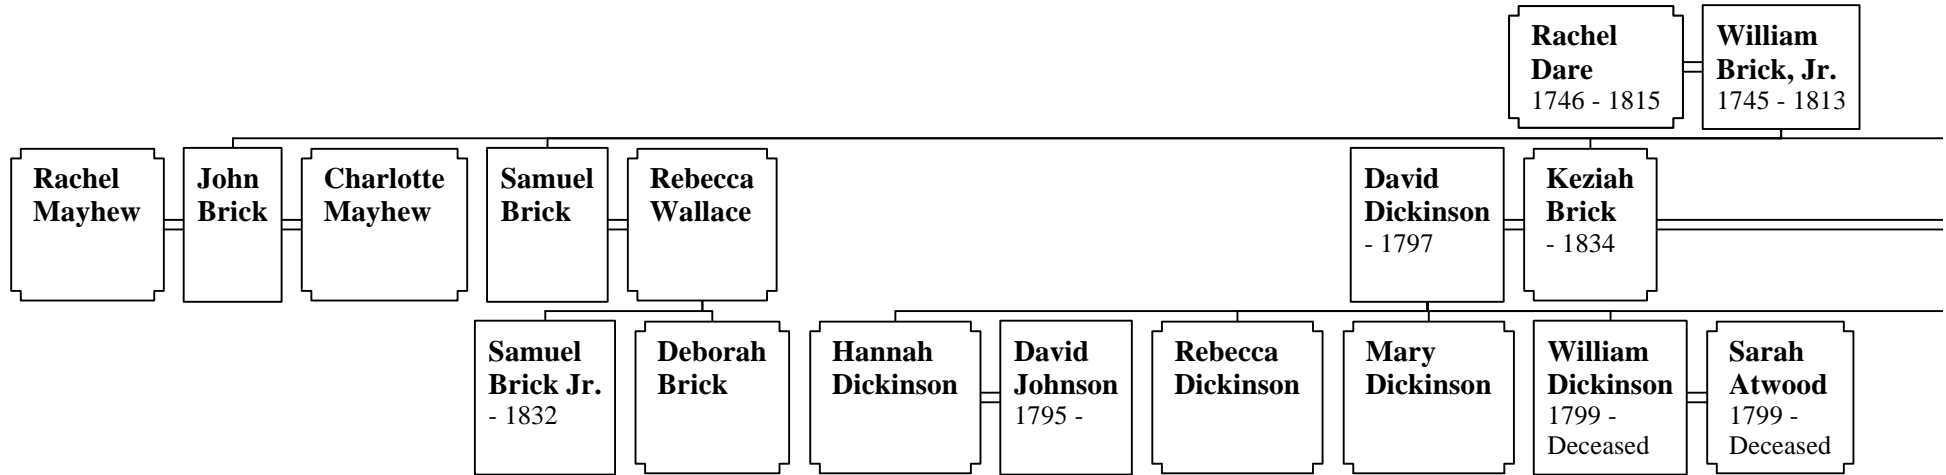 Rachel
Dare
1746 - 1815
William
Brick, Jr.
1745 - 1813
Rachel
Mayhew
John
Brick
Charlotte
Mayhew
Samuel
Brick
Rebecca
Wallace
David
Dickinson
- 1797
Keziah
Brick
- 1834
Samuel
Brick Jr.
- 1832
Deborah
Brick
Hannah
Dickinson
David
Johnson
1795 -
Rebecca
Dickinson
Mary
Dickinson
William
Dickinson
1799 -
Deceased
Sarah
Atwood
1799 -
Deceased